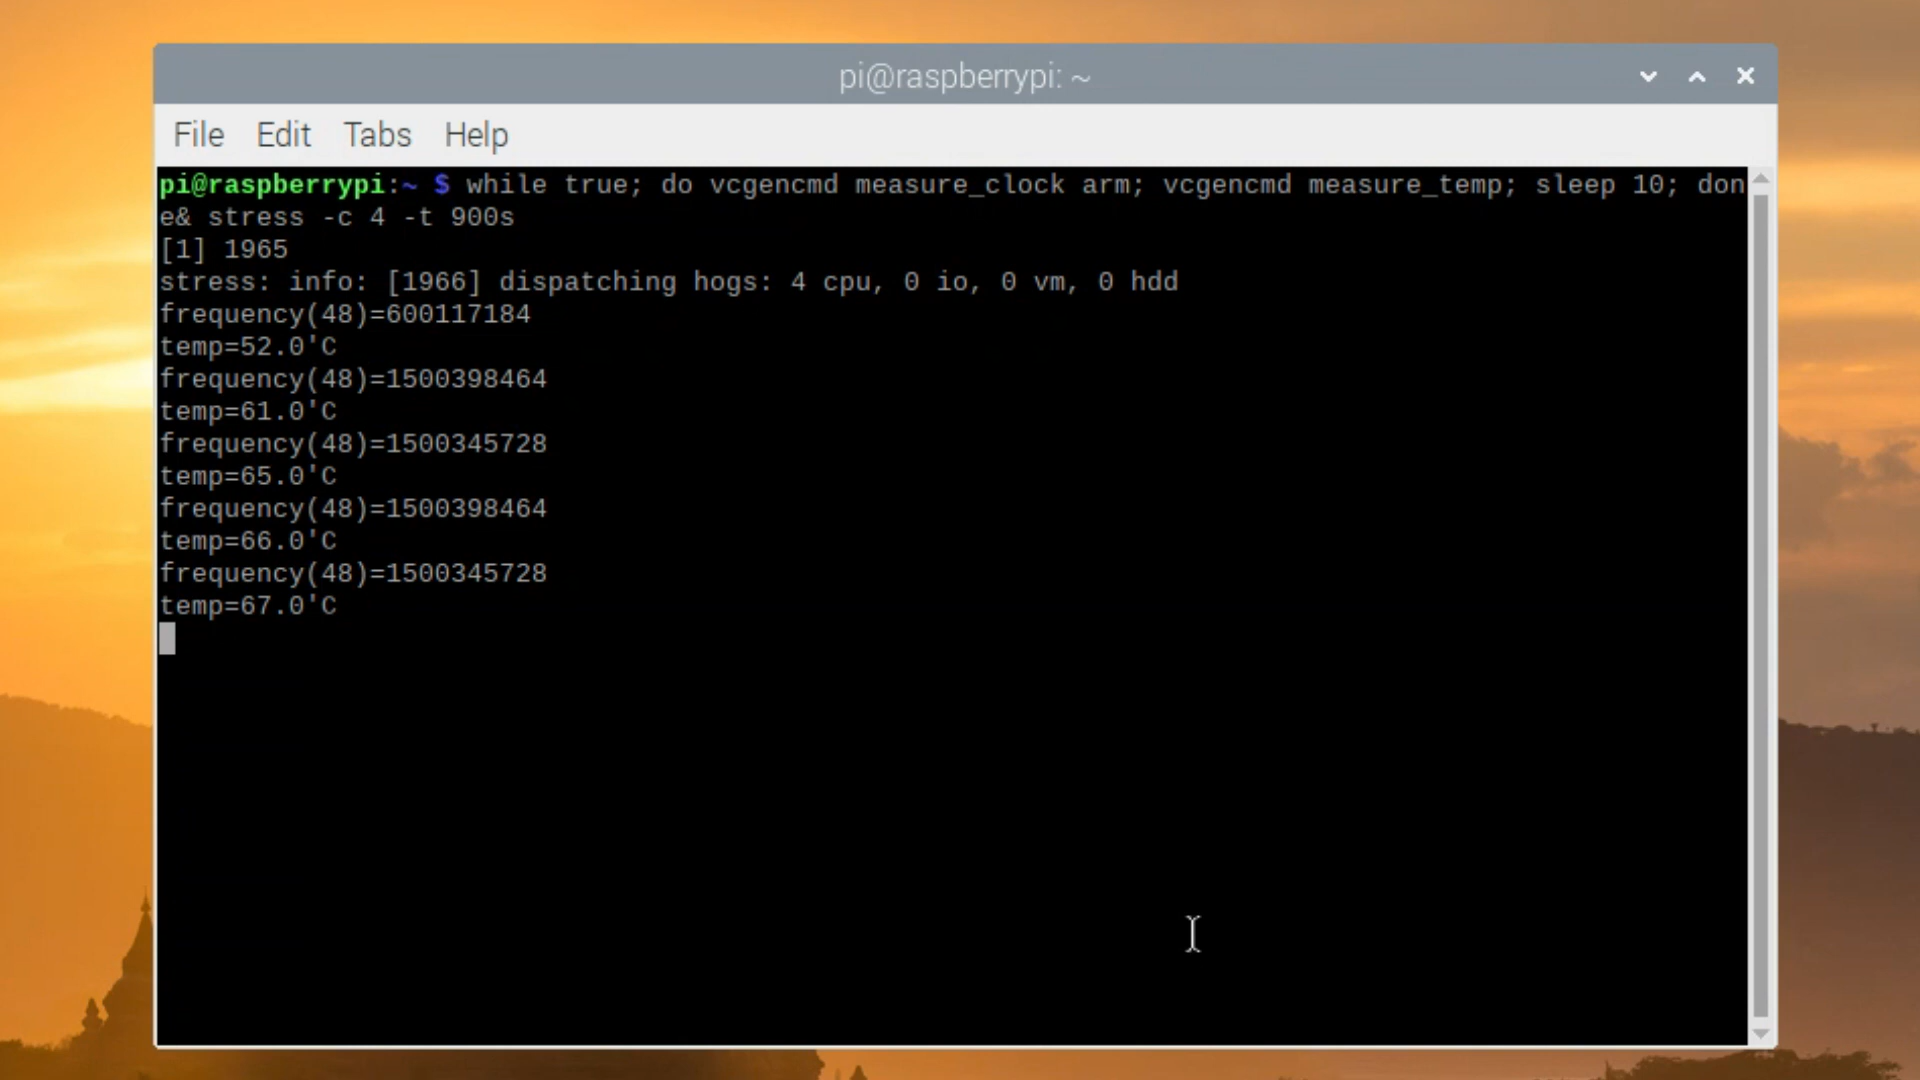 pi@raspberrypi: ~
File Edit Tabs Help
pi@raspberrypi:~ $ while true; do vcgencmd measure_clock arm; vcgencmd measure_temp; sleep 10; don
e& stress -c 4 -t 900s
[1] 1965
stress: info: [1966] dispatching hogs: 4 cpu, 0 io, 0 vm, 0 hdd
frequency(48)=600117184
temp=52.0'C
frequency(48)=1500398464
temp=61.0'C
frequency(48)=1500345728
temp=65.0'C
frequency(48)=1500398464
temp=66.0'C
frequency(48)=1500345728
temp=67.0'C